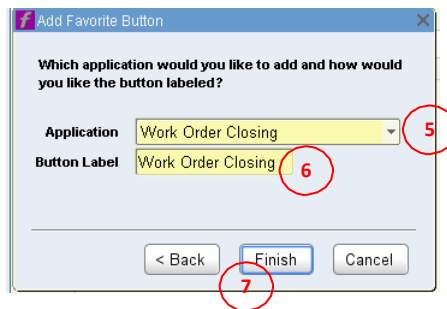 f Add Favorite Button
Which application would you like to add and how would
you like the button labeled?
Application Work Order Closing 5
Button Label Work Order Closing 6
< Back Finish Cancel
7